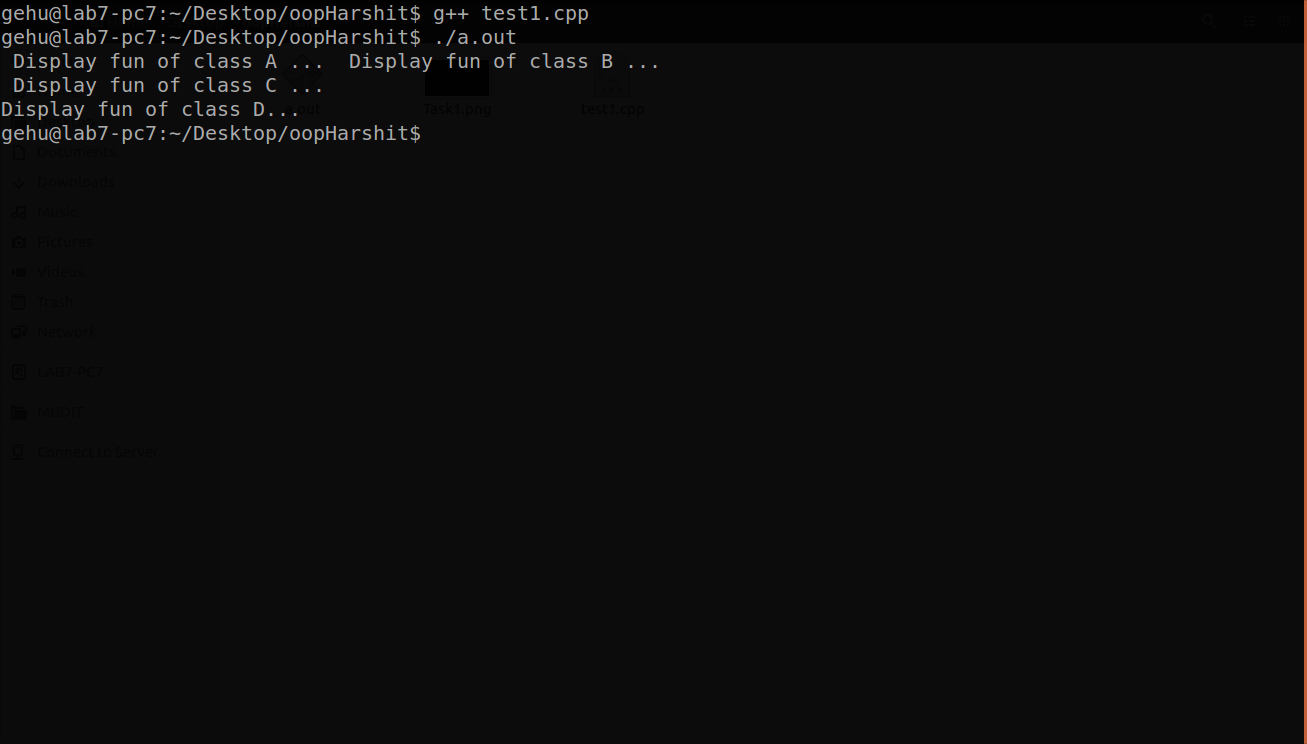 gehu@lab7-pc7:~/Desktop/oopHarshit$ g++ test1.cpp
gehu@lab7-pc7:~/Desktop/oopHarshit$ ./a.out
 Display fun of class A ...  Display fun of class B ...
 Display fun of class C ...
Display fun of class D...
gehu@lab7-pc7:~/Desktop/oopHarshit$
a.out
Task1.png
test1.cpp
Documents
Downloads
Music
Pictures
Videos
Trash
Network
LAB7-PC7
Connect to Server